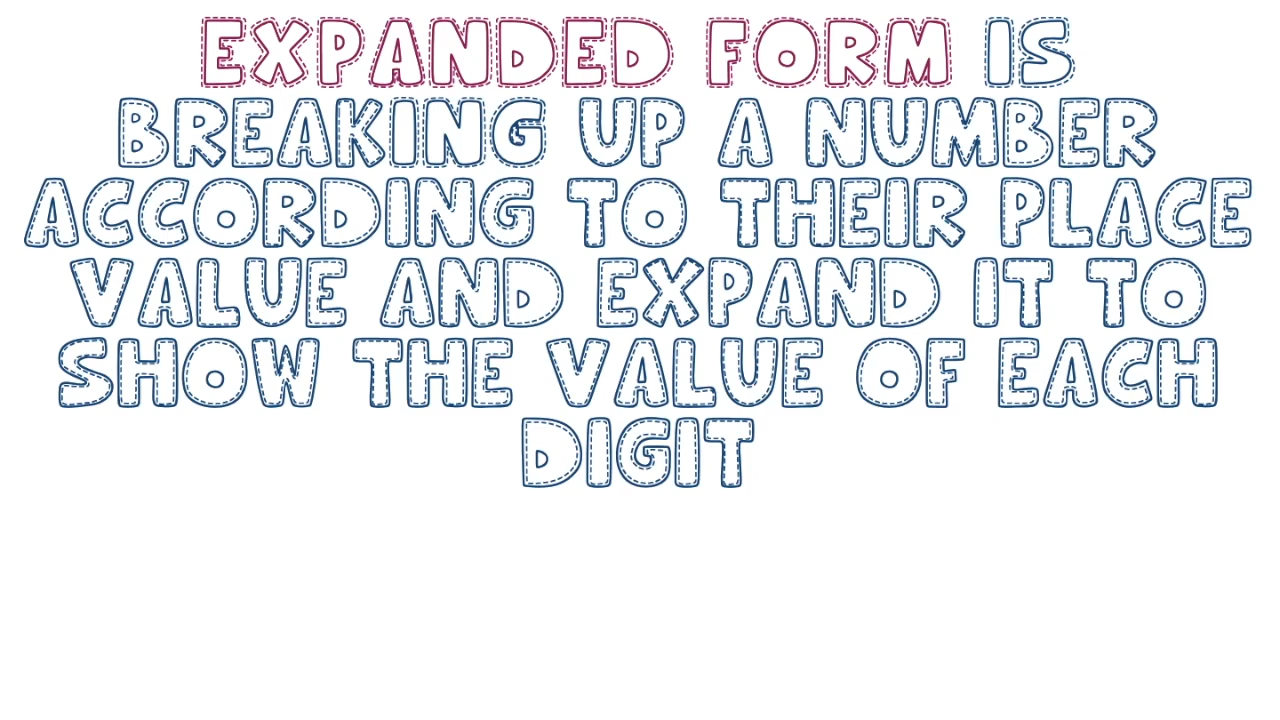 EXPANDED FORM IS
BREAKING UP A NUMBER
ACCORDING TO THEIR PLACE
VALUE AND EXPAND IT TO
SHOW THE VALUE OF EACH
DIGIT